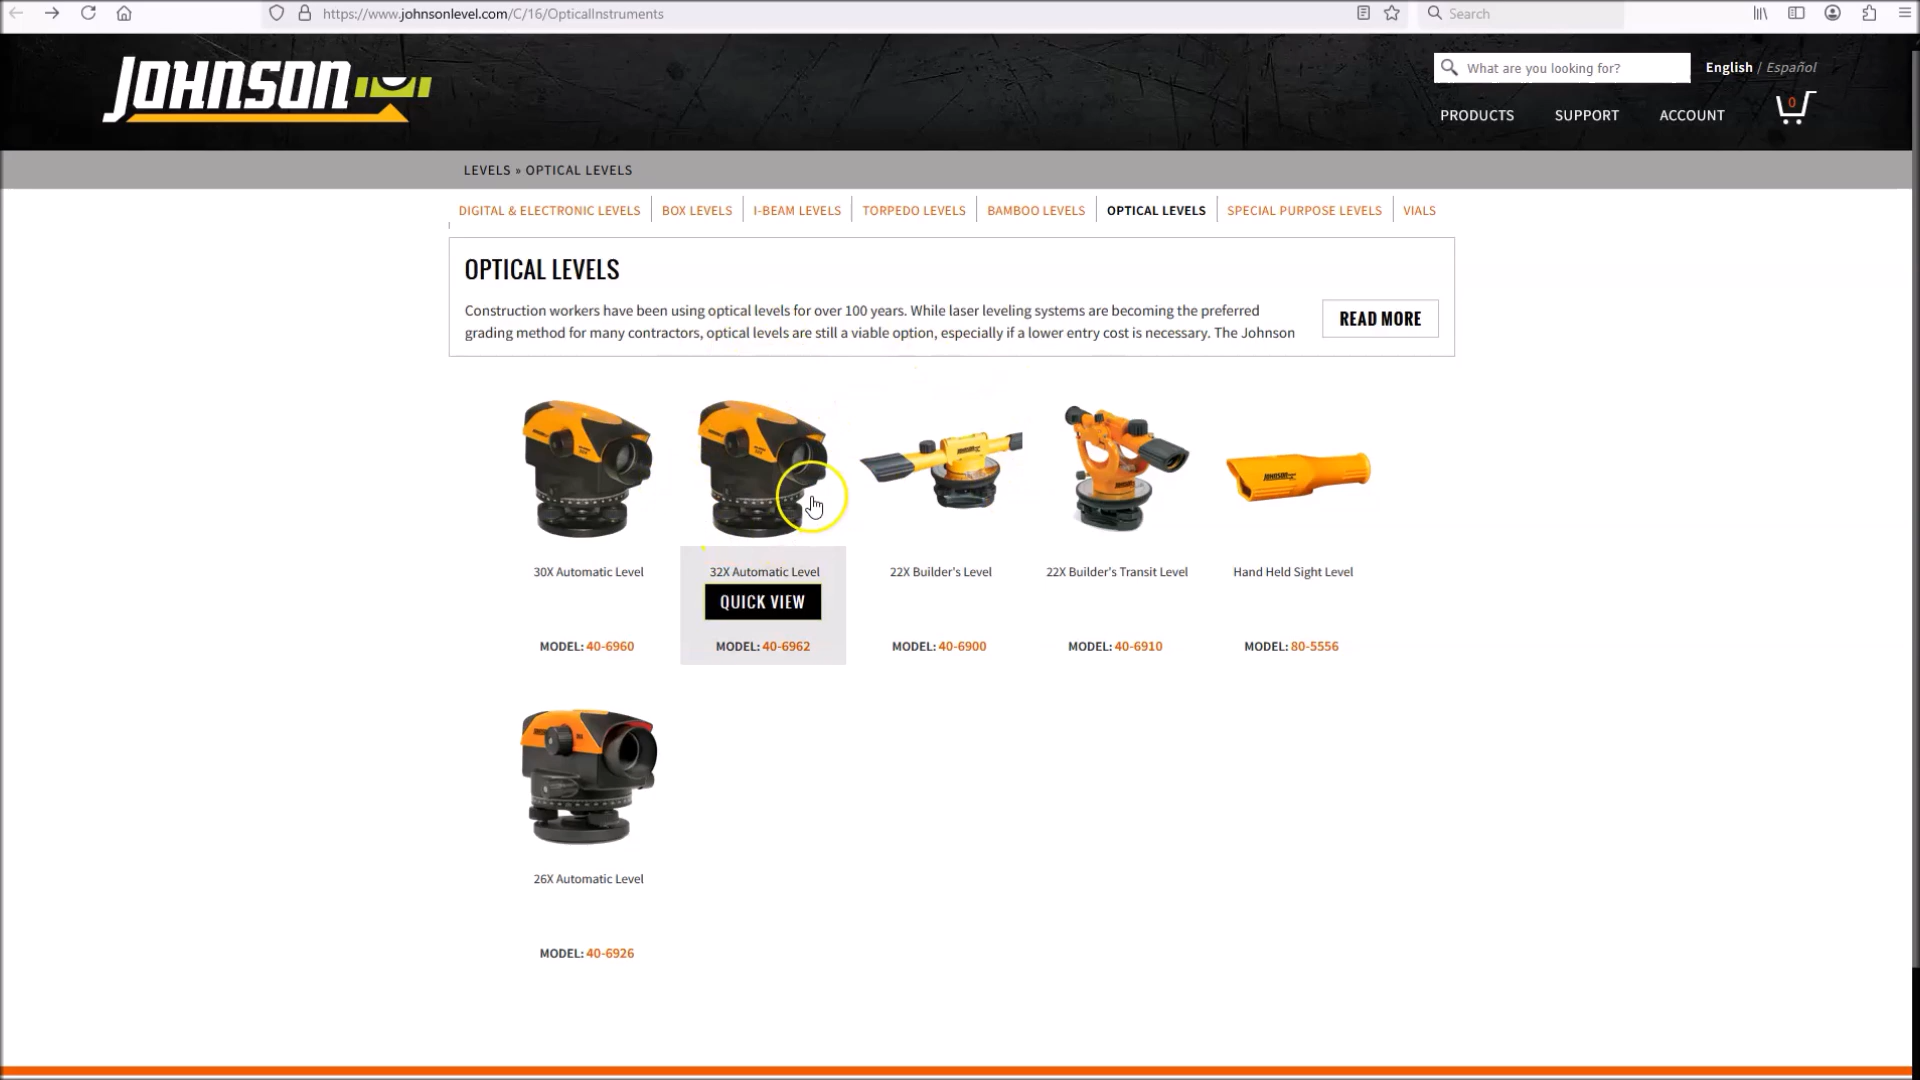 https://www.johnsonlevel.com/C/16/OpticalInstruments
Search
JOHNSON
What are you looking for?
English / Español
PRODUCTS
SUPPORT
ACCOUNT
0
LEVELS » OPTICAL LEVELS
DIGITAL & ELECTRONIC LEVELS
BOX LEVELS
I-BEAM LEVELS
TORPEDO LEVELS
BAMBOO LEVELS
OPTICAL LEVELS
SPECIAL PURPOSE LEVELS
VIALS
OPTICAL LEVELS
Construction workers have been using optical levels for over 100 years. While laser leveling systems are becoming the preferred
grading method for many contractors, optical levels are still a viable option, especially if a lower entry cost is necessary. The Johnson
READ MORE
30X Automatic Level
32X Automatic Level
22X Builder's Level
22X Builder's Transit Level
Hand Held Sight Level
QUICK VIEW
MODEL: 40-6960
MODEL: 40-6962
MODEL: 40-6900
MODEL: 40-6910
MODEL: 80-5556
26X Automatic Level
MODEL: 40-6926